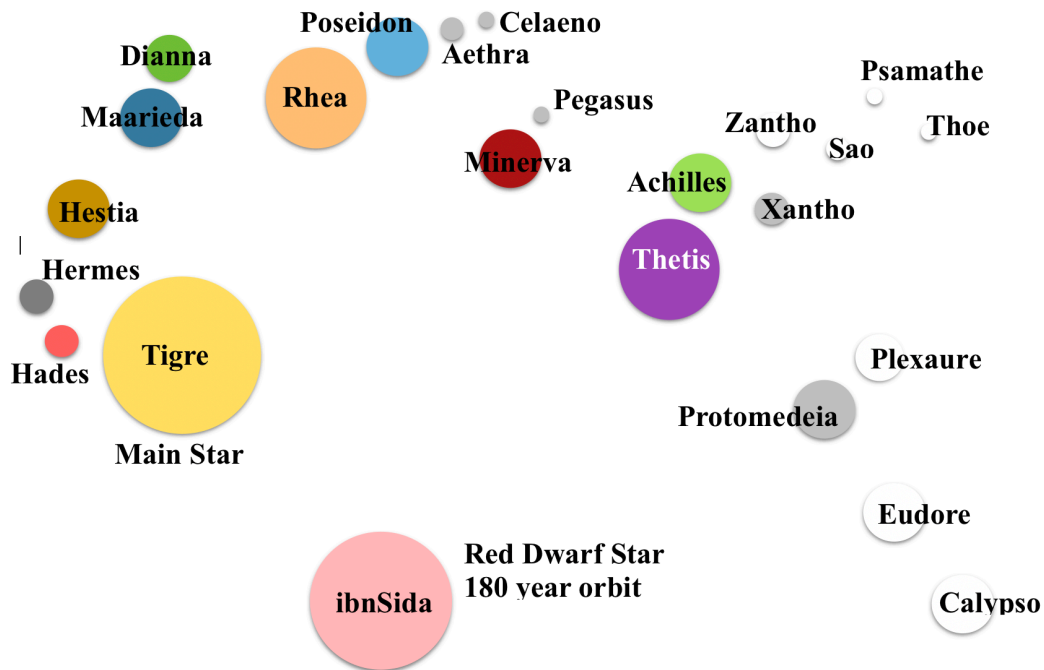 Poseidon
Celaeno
Aethra
Dianna
Psamathe
Rhea
Pegasus
Maarieda
Zantho
Thoe
Sao
Minerva
Achilles
Hestia
Xantho
Thetis
Hermes
Tigre
Plexaure
Hades
Protomedeia
Main Star
Eudore
Red Dwarf Star
180 year orbit
ibnSida
Calypso